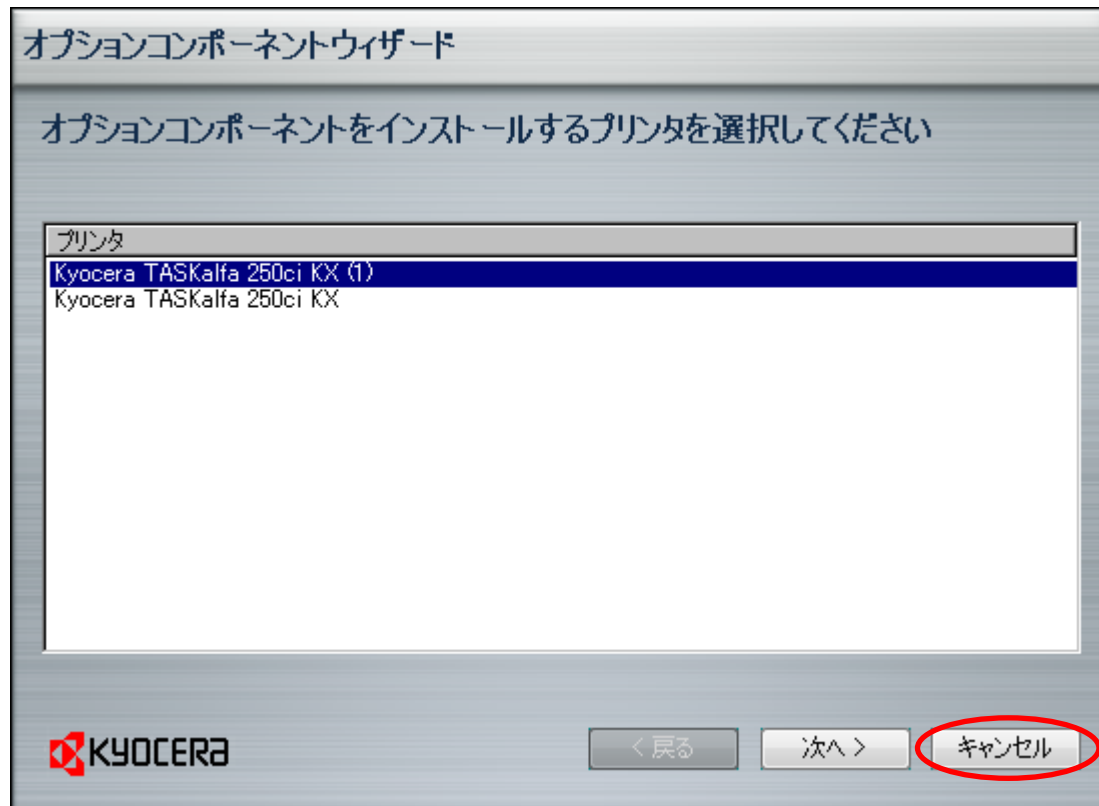 オプションコンポーネントウィザード
オプションコンポーネントをインストールするプリンタを選択してください
プリンタ
Kyocera TASKalfa 250ci KX (1)
Kyocera TASKalfa 250ci KX
KYOCERA
< 戻る
次へ >
キャンセル